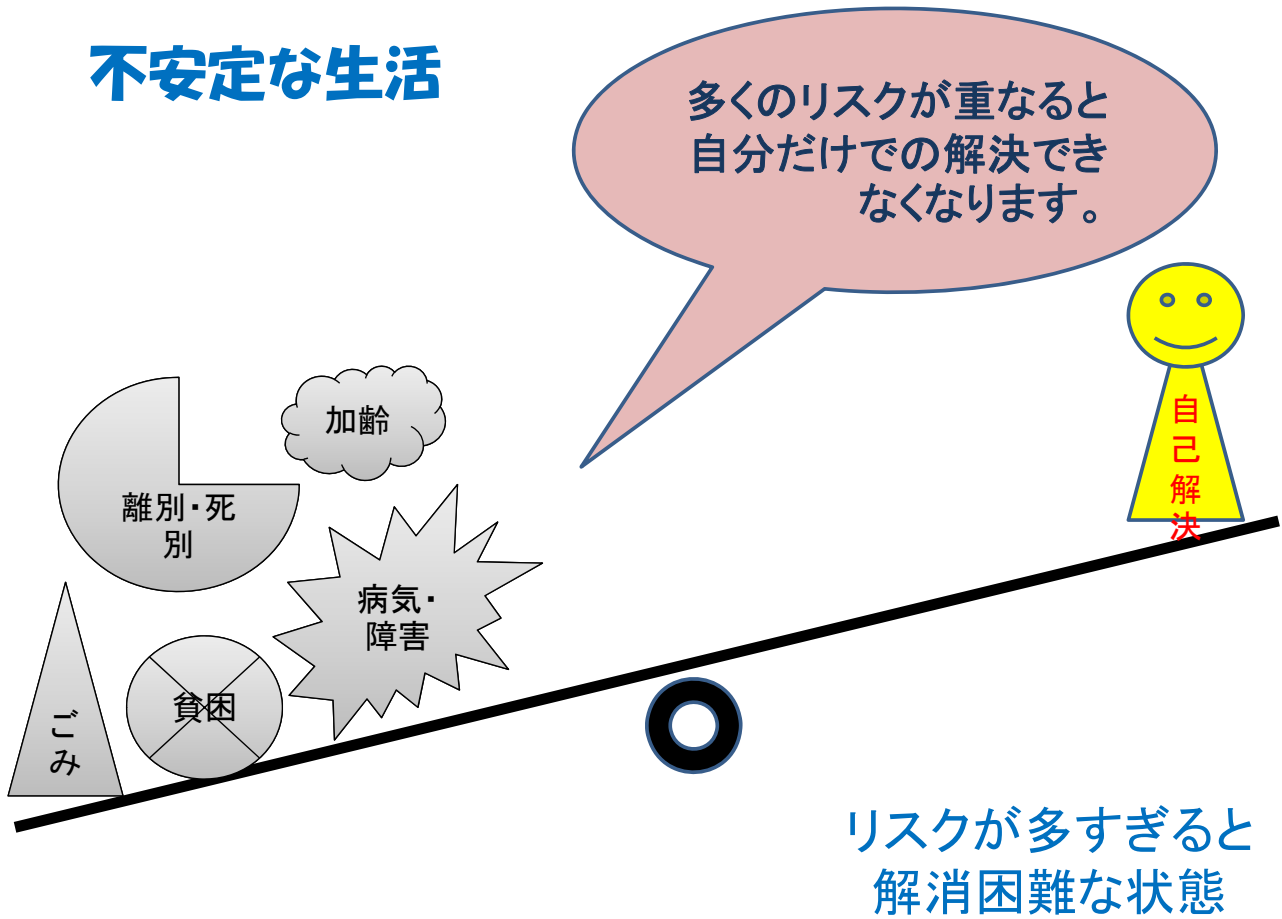 不安定な生活
多くのリスクが重なると
自分だけでの解決でき
なくなります。
加齢
離別・死
別
病気・
障害
貧困
ご
み
自
己
解
決
リスクが多すぎると
解消困難な状態